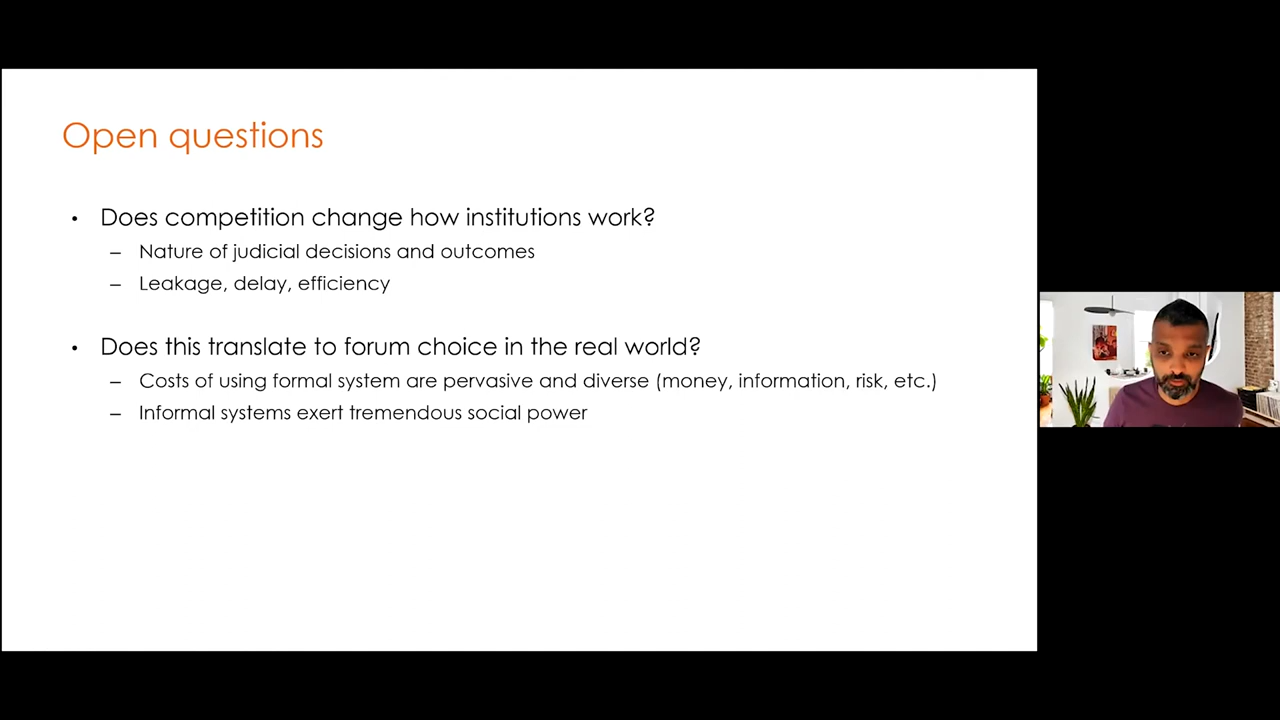 Open questions
• Does competition change how institutions work?
– Nature of judicial decisions and outcomes
– Leakage, delay, efficiency
• Does this translate to forum choice in the real world?
– Costs of using formal system are pervasive and diverse (money, information, risk, etc.)
– Informal systems exert tremendous social power